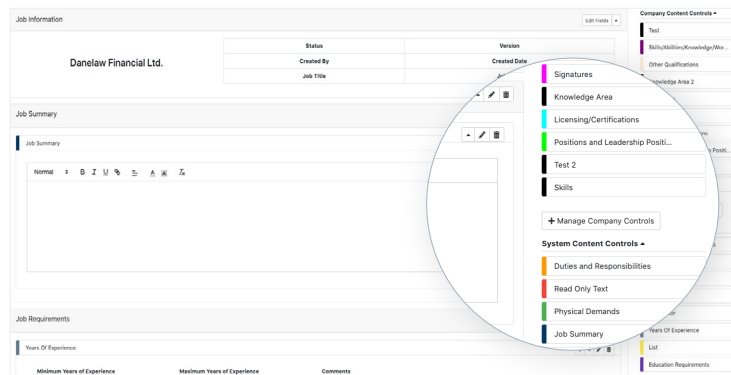 Job Information
Edit Fields
Danelaw Financial Ltd.
Status
Version
Created By
Created Date
Job Title
Job Summary
Job Summary
Normal
B I U
Job Requirements
Years Of Experience
Minimum Years of Experience
Maximum Years of Experience
Comments
Signatures
Knowledge Area
Licensing/Certifications
Positions and Leadership Positi...
Test 2
Skills
+ Manage Company Controls
System Content Controls
Duties and Responsibilities
Read Only Text
Physical Demands
Job Summary
Company Content Controls
Test
Skills/Abilities/Knowledge/Wor...
Other Qualifications
Knowledge Area 2
Years Of Experience
List
Education Requirements